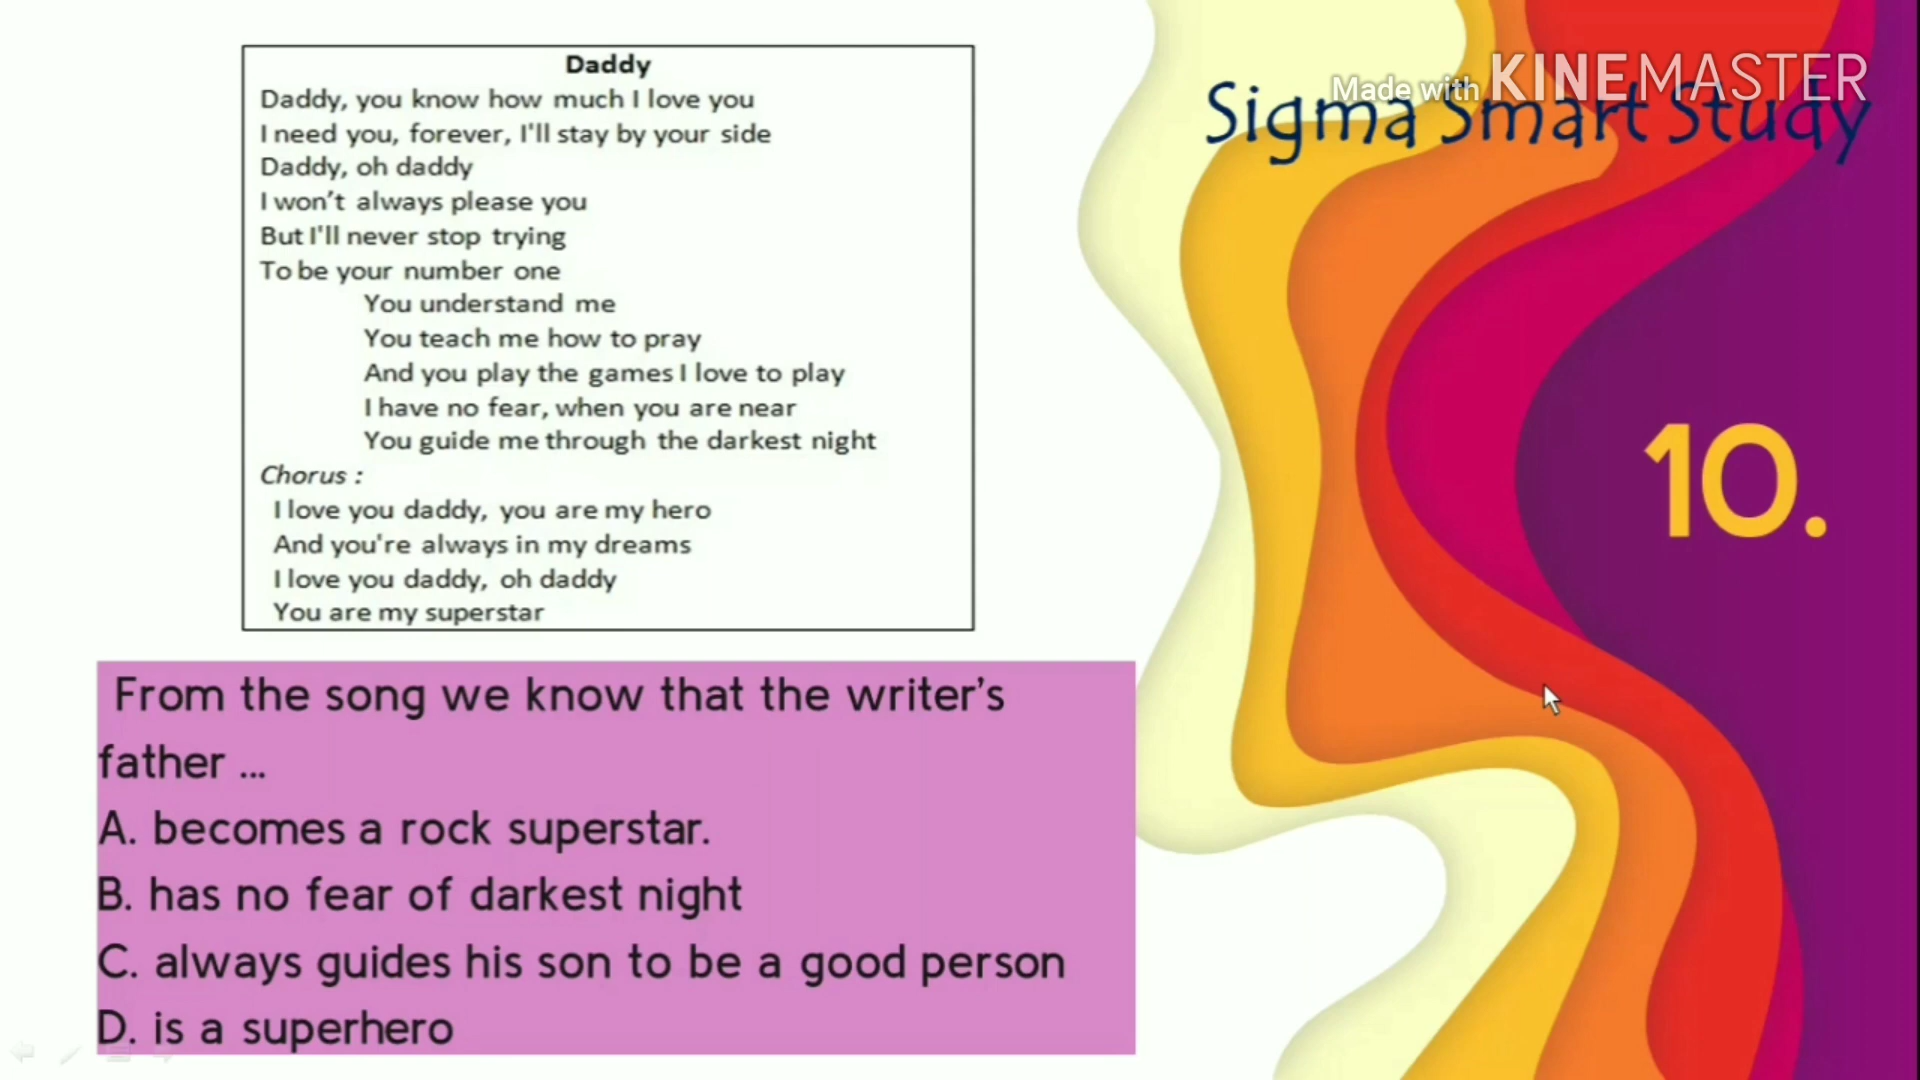 Daddy
Daddy, you know how much I love you
I need you, forever, I'll stay by your side
Daddy, oh daddy
I won’t always please you
But I'll never stop trying
To be your number one
You understand me
You teach me how to pray
And you play the games I love to play
I have no fear, when you are near
You guide me through the darkest night
Chorus :
I love you daddy, you are my hero
And you're always in my dreams
I love you daddy, oh daddy
You are my superstar
From the song we know that the writer’s
father ...
A. becomes a rock superstar.
B. has no fear of darkest night
C. always guides his son to be a good person
D. is a superhero
Made with KINEMASTER
Sigma Smart Study
10.